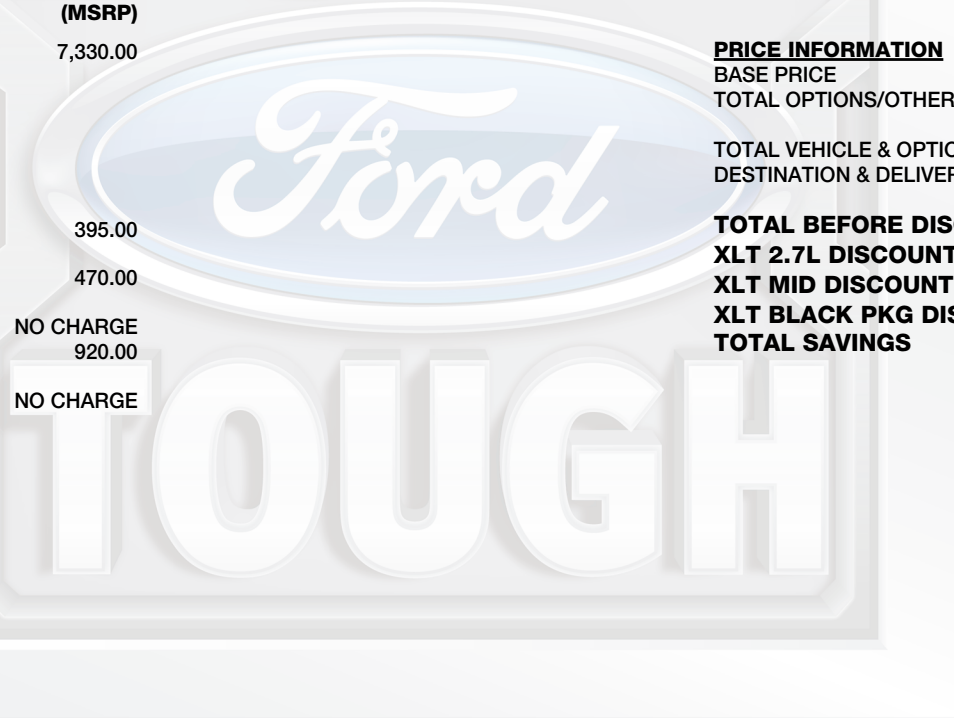 (MSRP)
7,330.00
395.00
470.00
NO CHARGE
920.00
NO CHARGE
PRICE INFORMATION
BASE PRICE
TOTAL OPTIONS/OTHER
TOTAL VEHICLE & OPTIO
DESTINATION & DELIVER
TOTAL BEFORE DIS
XLT 2.7L DISCOUNT
XLT MID DISCOUNT
XLT BLACK PKG DIS
TOTAL SAVINGS
Ford
TOUGH